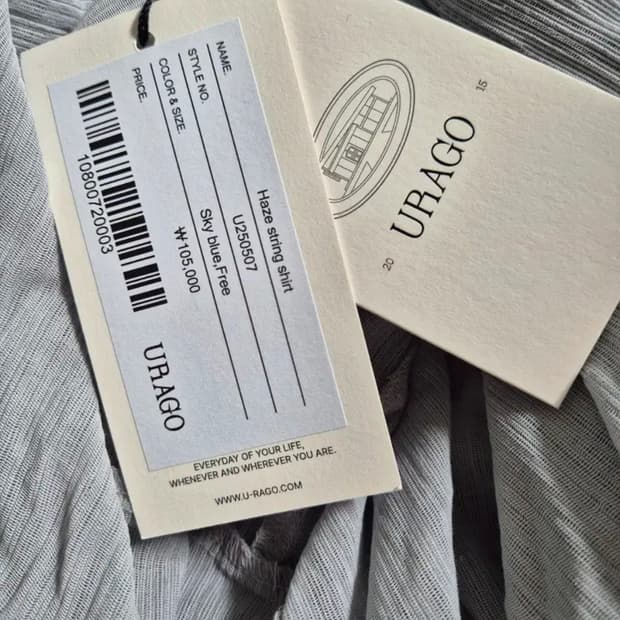 NAME. Haze string shirt
STYLE NO. U250507
COLOR & SIZE. Sky blue,Free
PRICE. ₩105.000
10800720003
URAGO
EVERYDAY OF YOUR LIFE,
WHENEVER AND WHEREVER YOU ARE.
WWW.U-RAGO.COM
20 URAGO 15